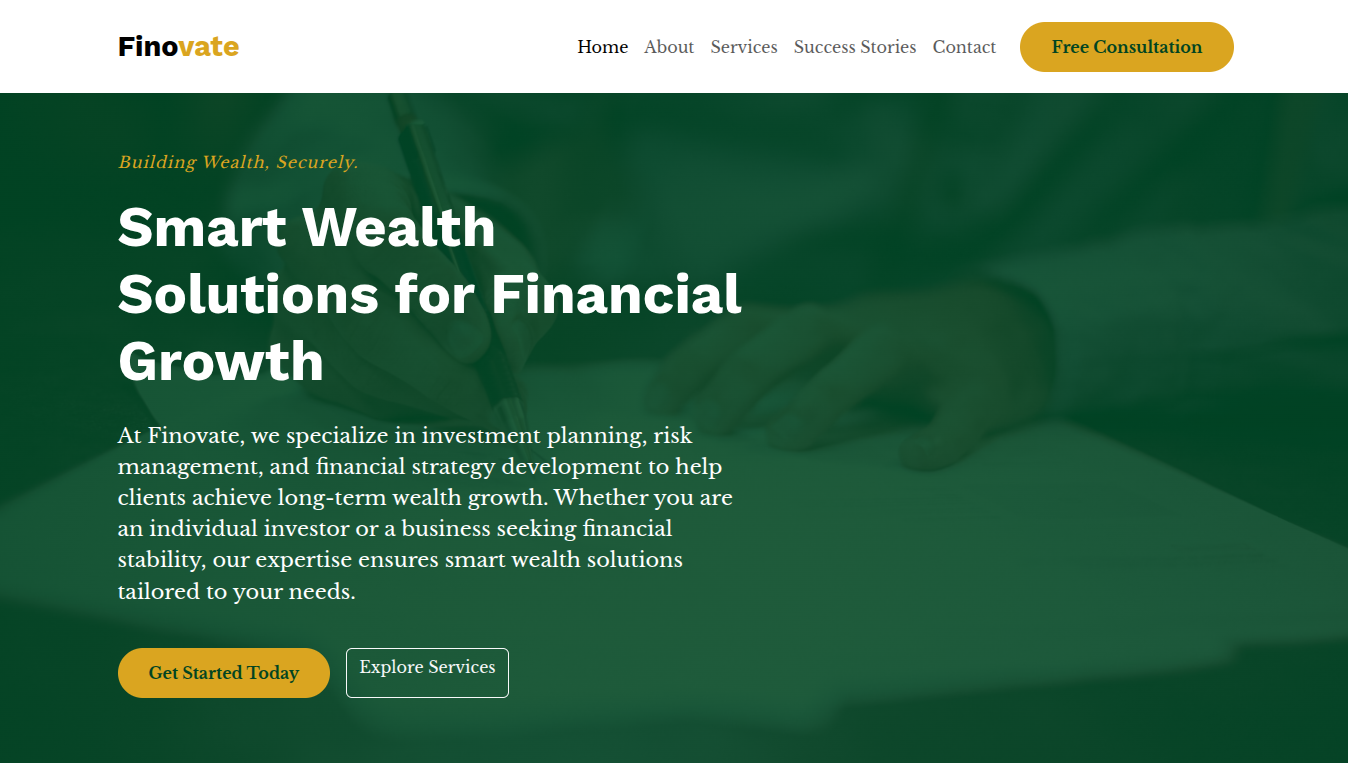 Finovate
Home About Services Success Stories Contact Free Consultation
Building Wealth, Securely.
Smart Wealth
Solutions for Financial
Growth
At Finovate, we specialize in investment planning, risk
management, and financial strategy development to help
clients achieve long-term wealth growth. Whether you are
an individual investor or a business seeking financial
stability, our expertise ensures smart wealth solutions
tailored to your needs.
Get Started Today Explore Services